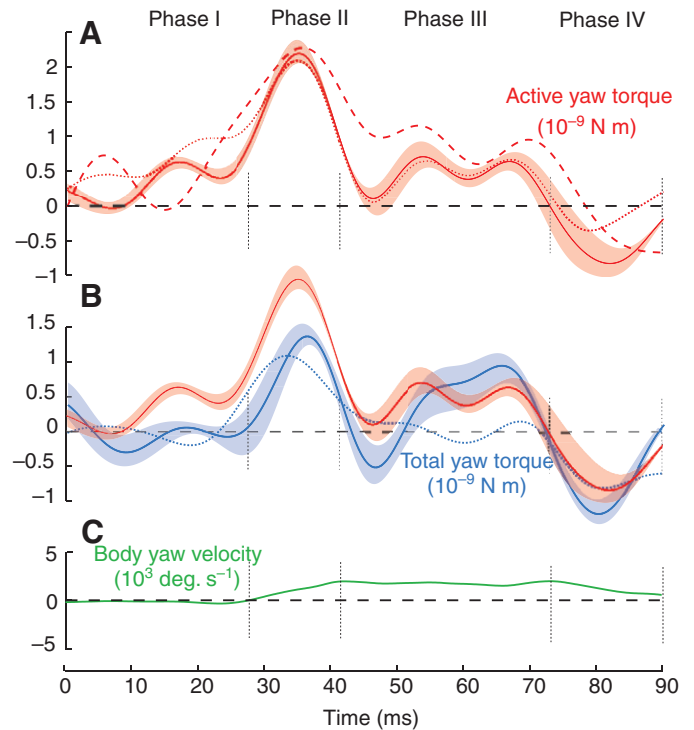 Phase I Phase II Phase III Phase IV
A
2
1.5
1
0.5
0
−0.5
−1
Active yaw torque
(10⁻⁹ N m)
B
1.5
1
0.5
0
−0.5
−1
Total yaw torque
(10⁻⁹ N m)
C
5
0
−5
Body yaw velocity
(10³ deg. s⁻¹)
0 10 20 30 40 50 60 70 80 90
Time (ms)